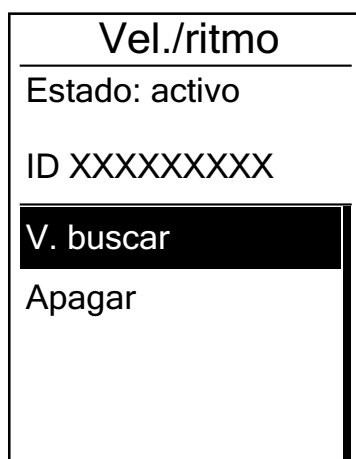 Vel./ritmo
Estado: activo
ID XXXXXXXXX
V. buscar
Apagar